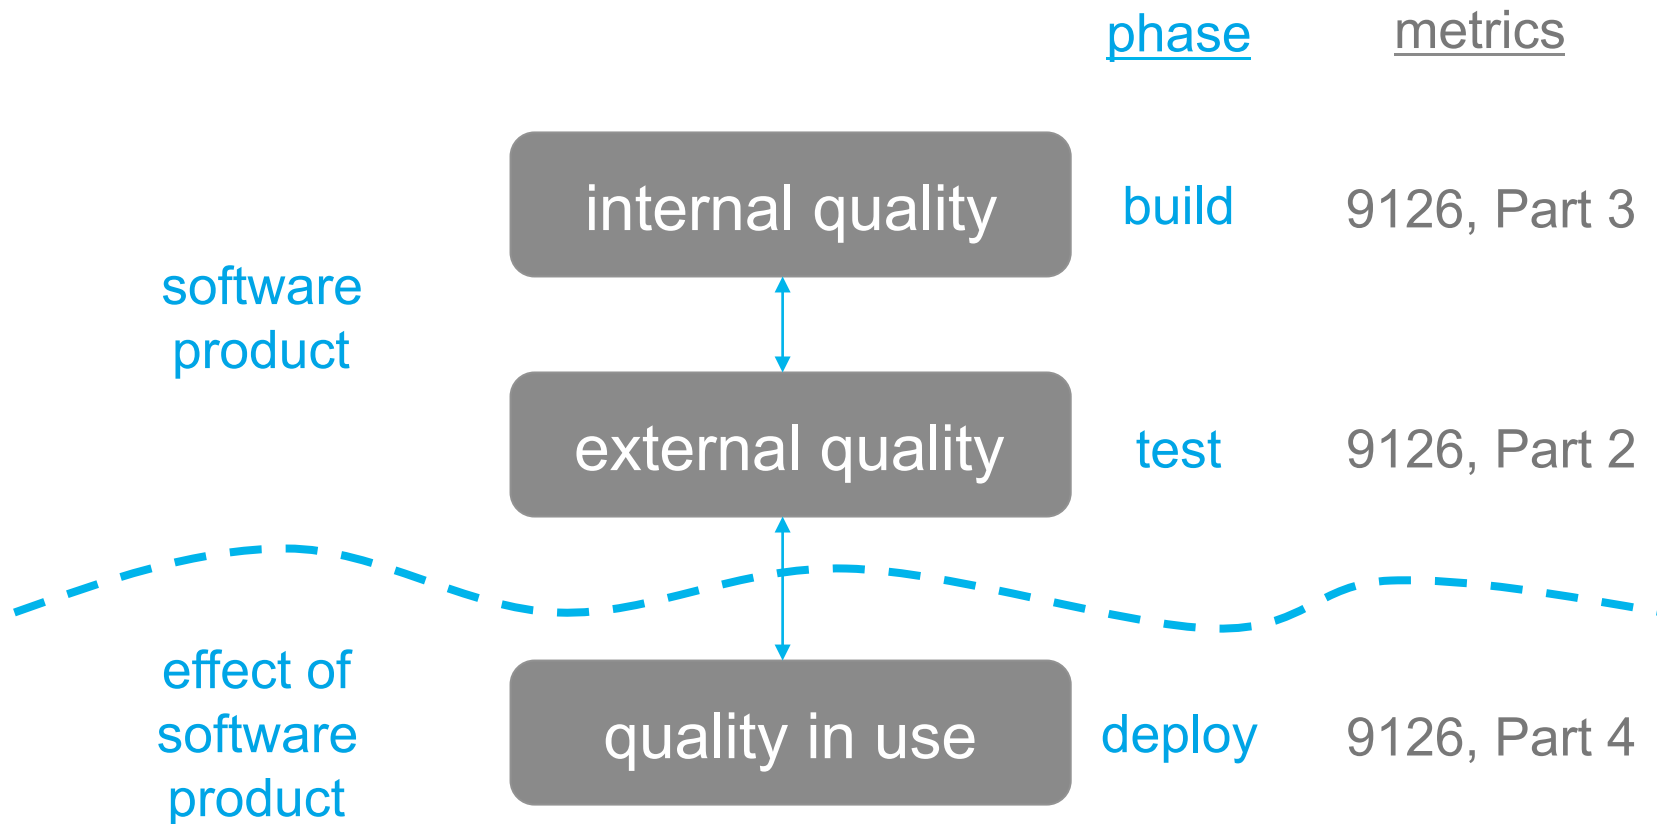 phase
metrics
internal quality
build
9126, Part 3
software
product
external quality
test
9126, Part 2
effect of
software
product
quality in use
deploy
9126, Part 4